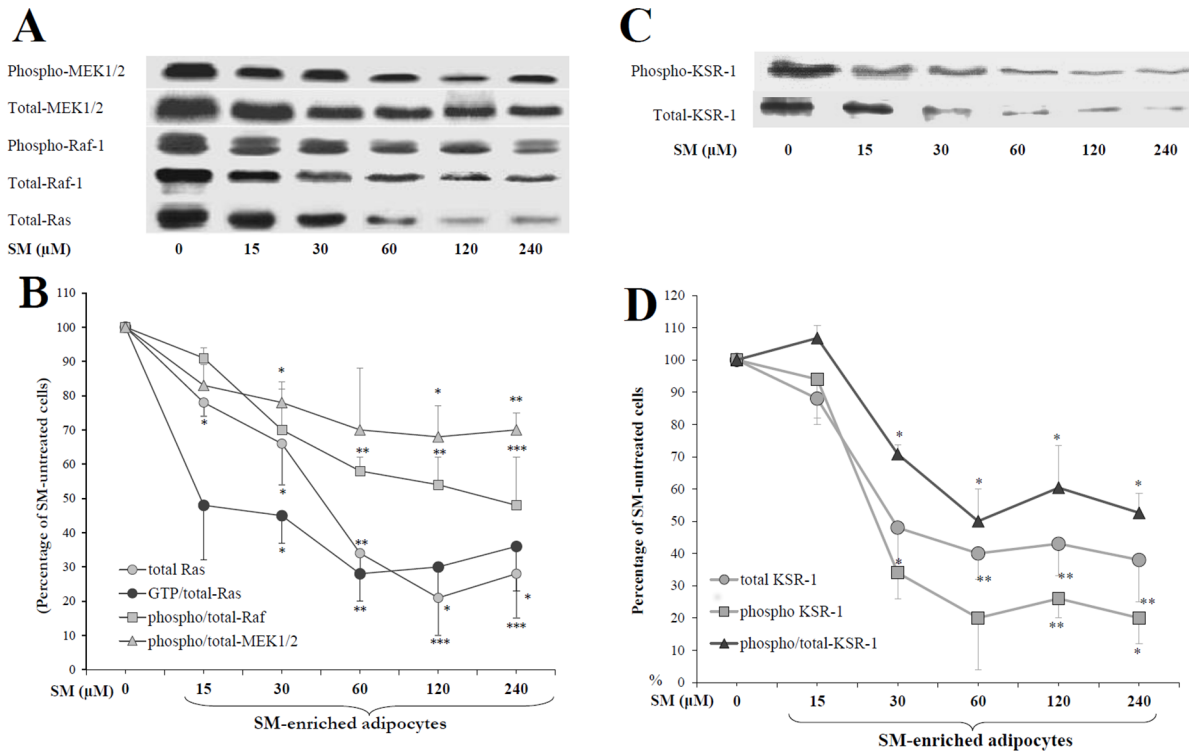 A
Phospho-MEK1/2
Total-MEK1/2
Phospho-Raf-1
Total-Raf-1
Total-Ras
SM (µM) 0 15 30 60 120 240
B
(Percentage of SM-untreated cells)
110
100
90
80
70
60
50
40
30
20
10
0
* * * * * ** ** ** *** * * *** ** *** *
total Ras
GTP/total-Ras
phospho/total-Raf
phospho/total-MEK1/2
SM (µM) 0 15 30 60 120 240
SM-enriched adipocytes
C
Phospho-KSR-1
Total-KSR-1
SM (µM) 0 15 30 60 120 240
D
Percentage of SM-untreated cells
120
110
100
90
80
70
60
50
40
30
20
10
0
%
* * * ** * ** ** * ** *
total KSR-1
phospho KSR-1
phospho/total-KSR-1
SM (µM) 0 15 30 60 120 240
SM-enriched adipocytes